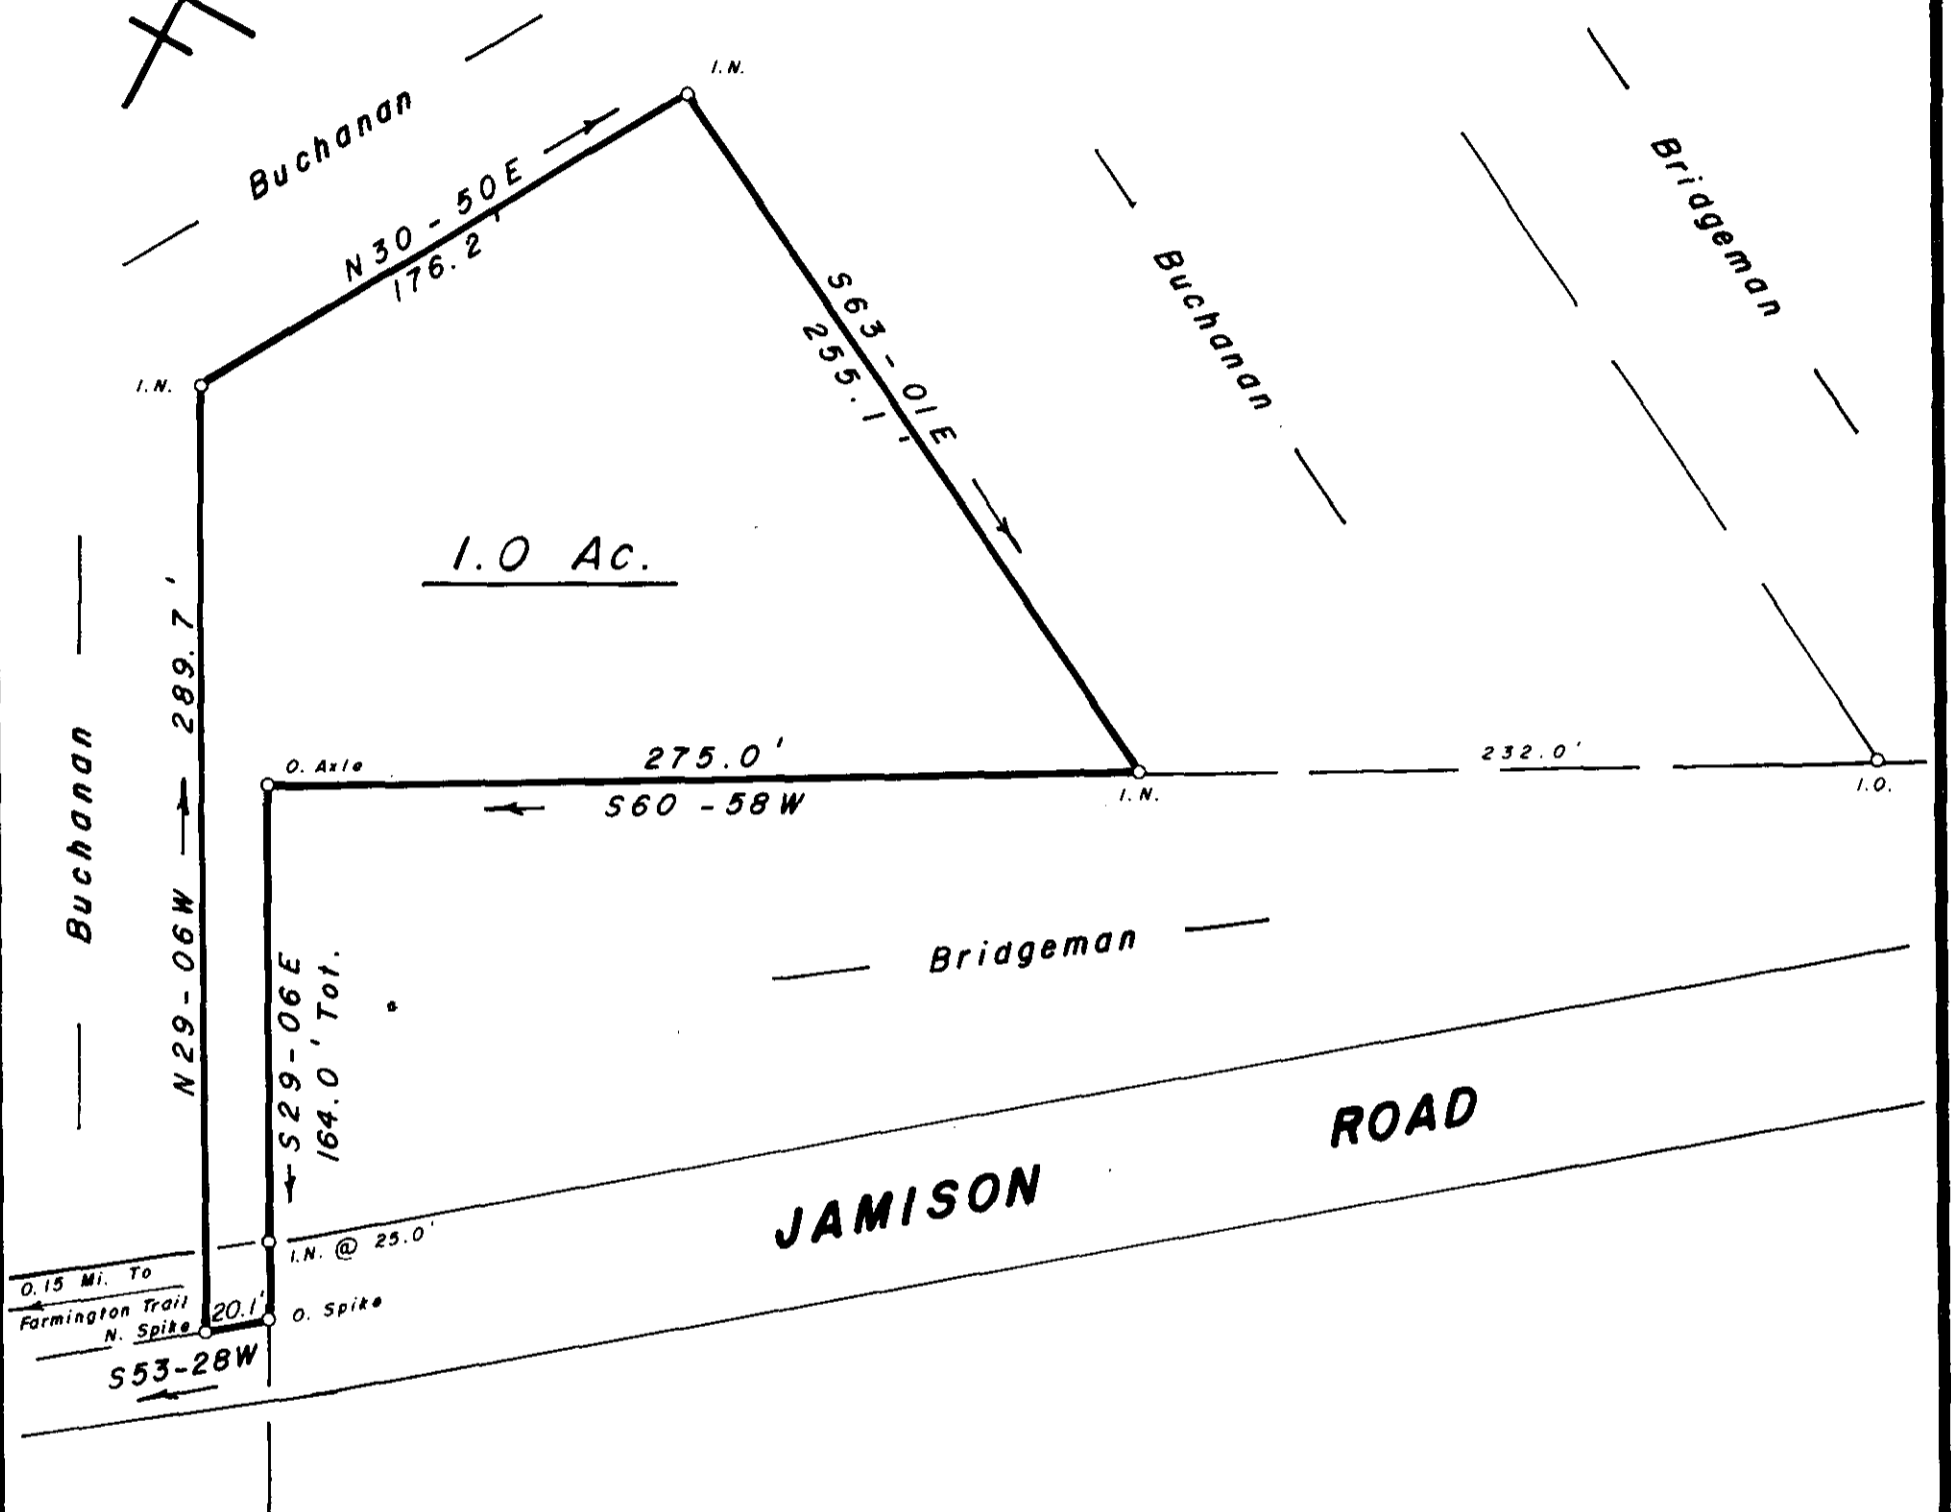 I.N.
Buchanan
N30-50E
176.2'
I.N.
S63-01E
255.1'
Buchanan
Bridgeman
1.0 Ac.
Buchanan
N29-06W 289.7'
O. Axle
275.0'
S60-58W
I.N.
232.0'
I.O.
S29-06E
164.0' Tot.
Bridgeman
JAMISON ROAD
I.N. @ 25.0'
0.15 Mi. To
Farmington Trail
N. Spike
20.1'
O. Spike
S53-28W